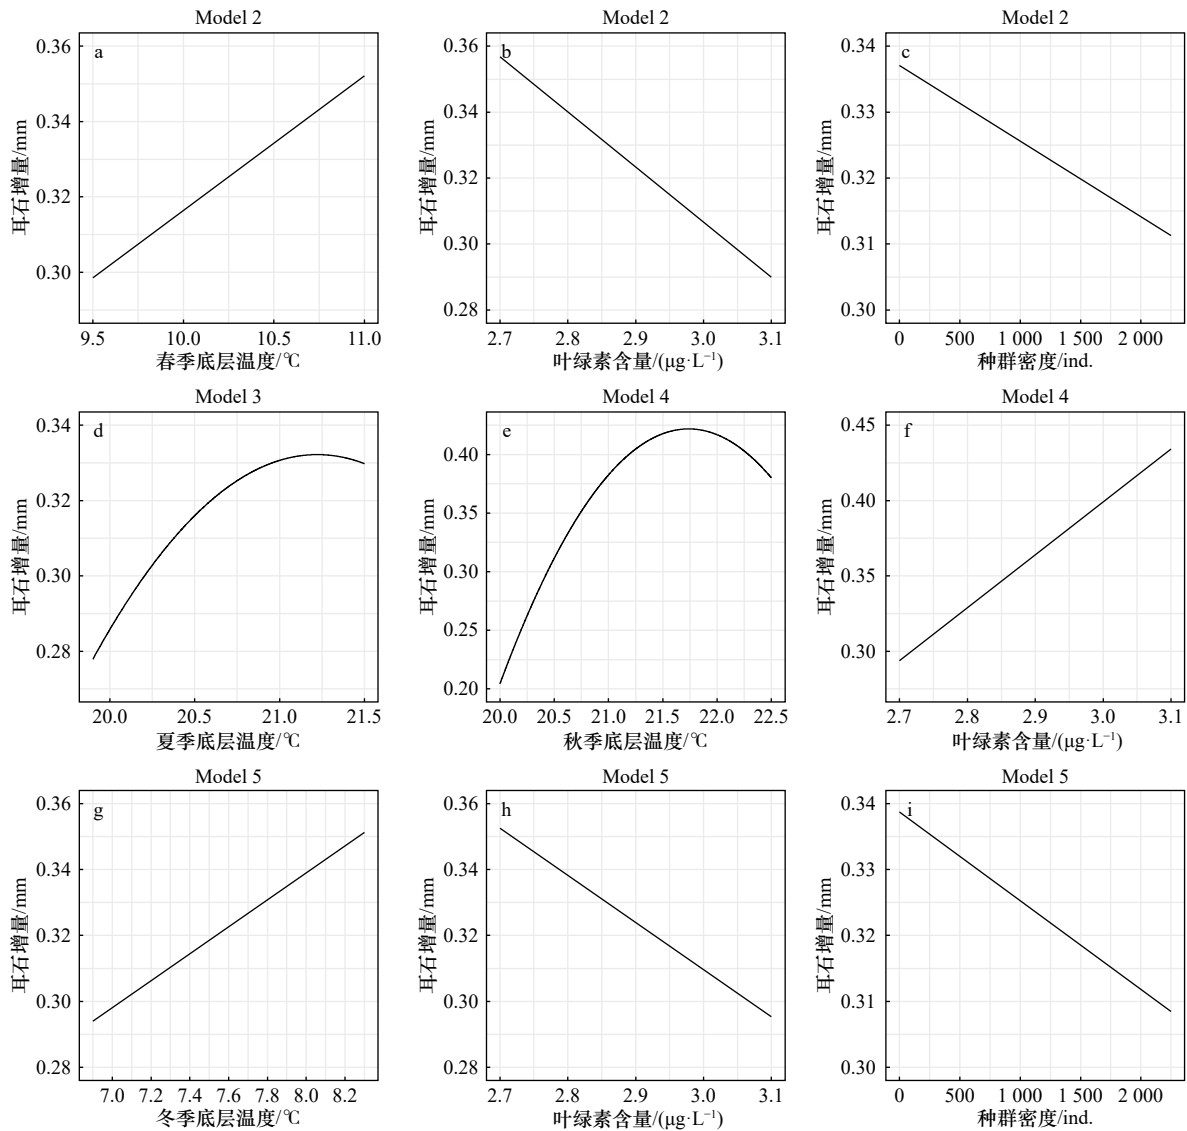 Model 2
a
0.36
0.34
0.32
0.30
耳石增量/mm
9.5 10.0 10.5 11.0
春季底层温度/℃
Model 2
b
0.36
0.34
0.32
0.30
0.28
耳石增量/mm
2.7 2.8 2.9 3.0 3.1
叶绿素含量/(μg·L⁻¹)
Model 2
c
0.34
0.33
0.32
0.31
0.30
耳石增量/mm
0 500 1 000 1 500 2 000
种群密度/ind.
Model 3
d
0.34
0.32
0.30
0.28
耳石增量/mm
20.0 20.5 21.0 21.5
夏季底层温度/℃
Model 4
e
0.40
0.35
0.30
0.25
0.20
耳石增量/mm
20.0 20.5 21.0 21.5 22.0 22.5
秋季底层温度/℃
Model 4
f
0.45
0.40
0.35
0.30
耳石增量/mm
2.7 2.8 2.9 3.0 3.1
叶绿素含量/(μg·L⁻¹)
Model 5
g
0.36
0.34
0.32
0.30
0.28
耳石增量/mm
7.0 7.2 7.4 7.6 7.8 8.0 8.2
冬季底层温度/℃
Model 5
h
0.36
0.34
0.32
0.30
0.28
耳石增量/mm
2.7 2.8 2.9 3.0 3.1
叶绿素含量/(μg·L⁻¹)
Model 5
i
0.34
0.33
0.32
0.31
0.30
耳石增量/mm
0 500 1 000 1 500 2 000
种群密度/ind.